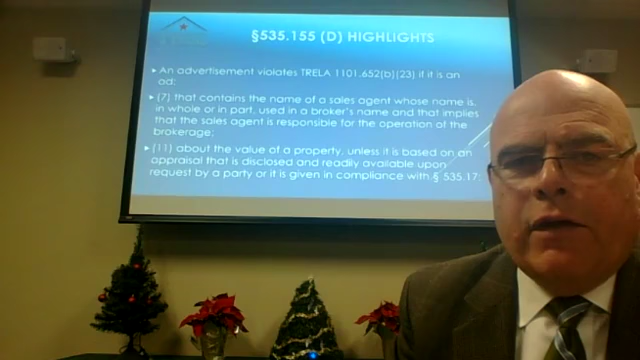 §535.155 (D) HIGHLIGHTS
▸ An advertisement violates TRELA 1101.652(b)(23) if it is an
ad:
▸ (7) that contains the name of a sales agent whose name is,
in whole or in part, used in a broker's name and that implies
that the sales agent is responsible for the operation of the
brokerage;
▸ (11) about the value of a property, unless it is based on an
appraisal that is disclosed and readily available upon
request by a party or it is given in compliance with § 535.17;